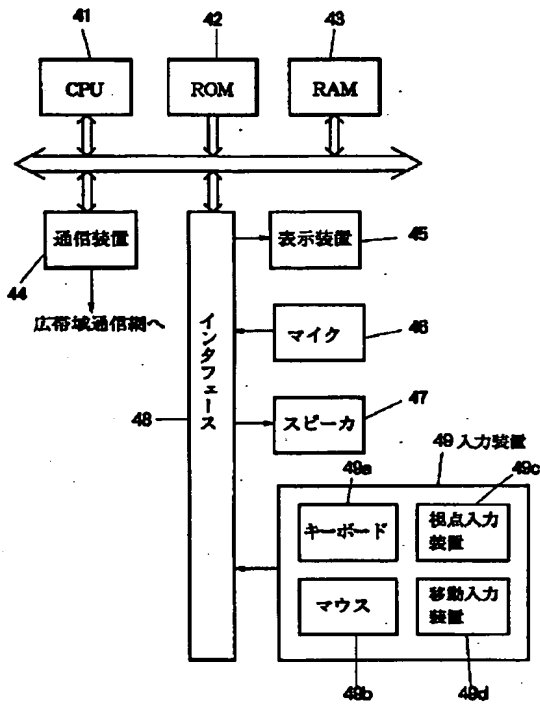 41
42
43
CPU
ROM
RAM
通信装置
44
広帯域通信網へ
表示装置
45
インタフェース
48
マイク
46
スピーカ
47
49 入力装置
49a
49c
キーボード
視点入力
装置
マウス
移動入力
装置
49b
49d